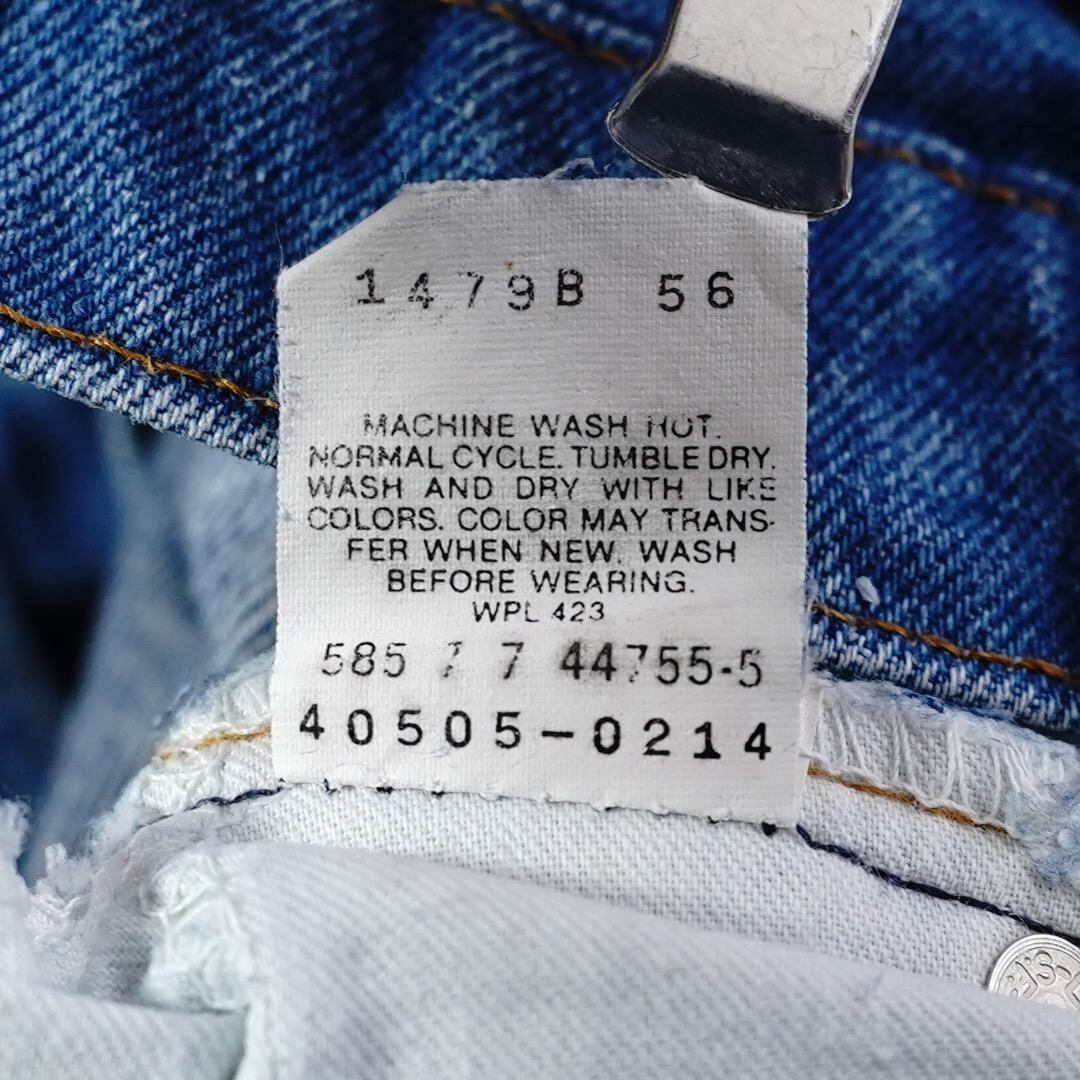 1479B 56
MACHINE WASH HOT.
NORMAL CYCLE. TUMBLE DRY.
WASH AND DRY WITH LIKE
COLORS. COLOR MAY TRANS-
FER WHEN NEW. WASH
BEFORE WEARING.
WPL 423
585 7 7 44755-5
40505-0214